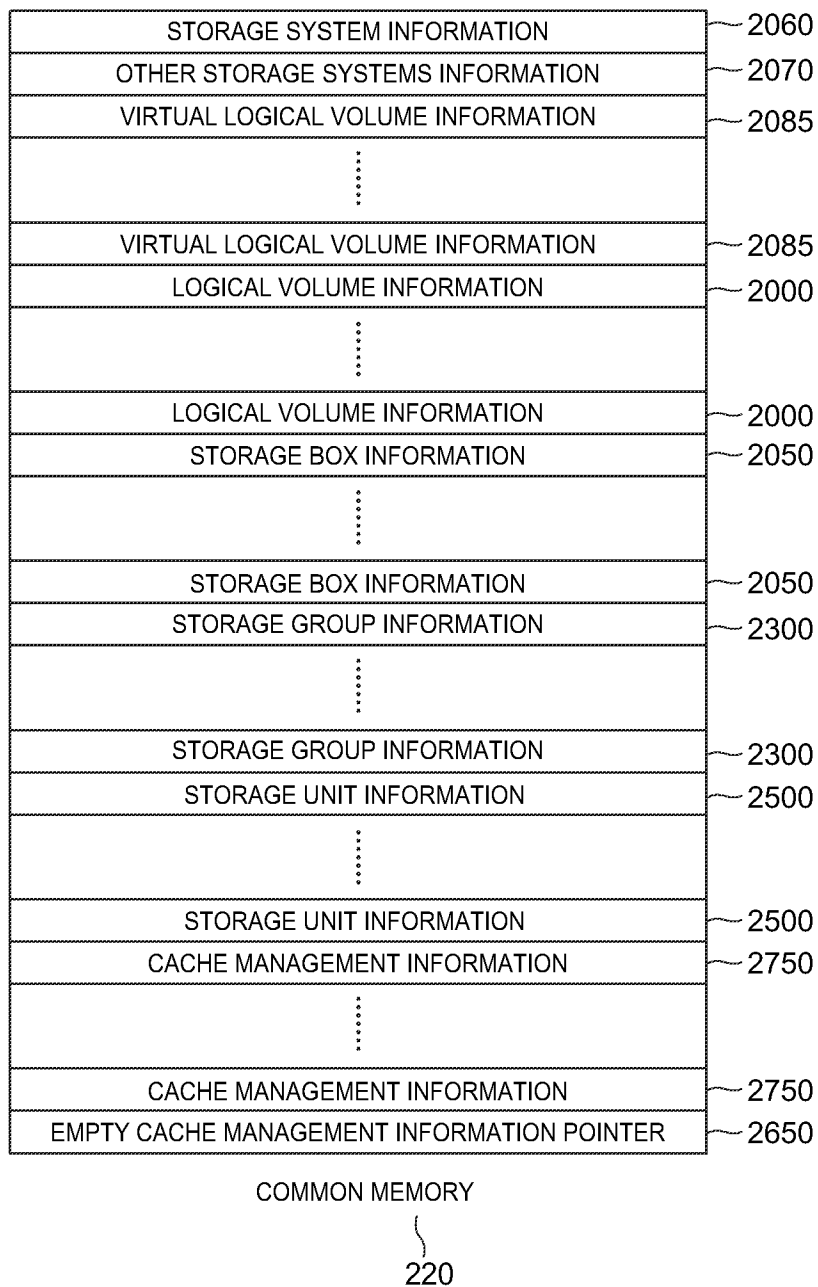 STORAGE SYSTEM INFORMATION 2060
OTHER STORAGE SYSTEMS INFORMATION 2070
VIRTUAL LOGICAL VOLUME INFORMATION 2085
VIRTUAL LOGICAL VOLUME INFORMATION 2085
LOGICAL VOLUME INFORMATION 2000
LOGICAL VOLUME INFORMATION 2000
STORAGE BOX INFORMATION 2050
STORAGE BOX INFORMATION 2050
STORAGE GROUP INFORMATION 2300
STORAGE GROUP INFORMATION 2300
STORAGE UNIT INFORMATION 2500
STORAGE UNIT INFORMATION 2500
CACHE MANAGEMENT INFORMATION 2750
CACHE MANAGEMENT INFORMATION 2750
EMPTY CACHE MANAGEMENT INFORMATION POINTER 2650
COMMON MEMORY
220